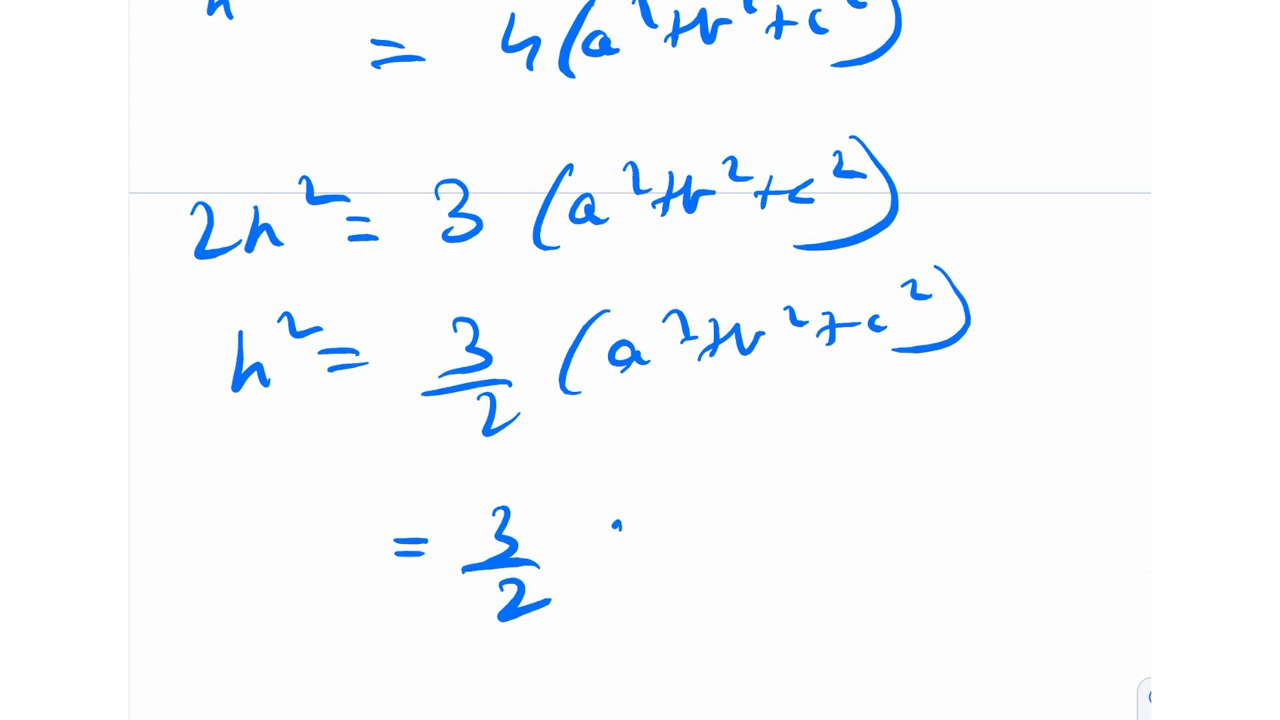 h
= 4(a²+b²+c²)
2h² = 3 (a²+b²+c²)
h² = 3/2 (a²+b²+c²)
= 3/2